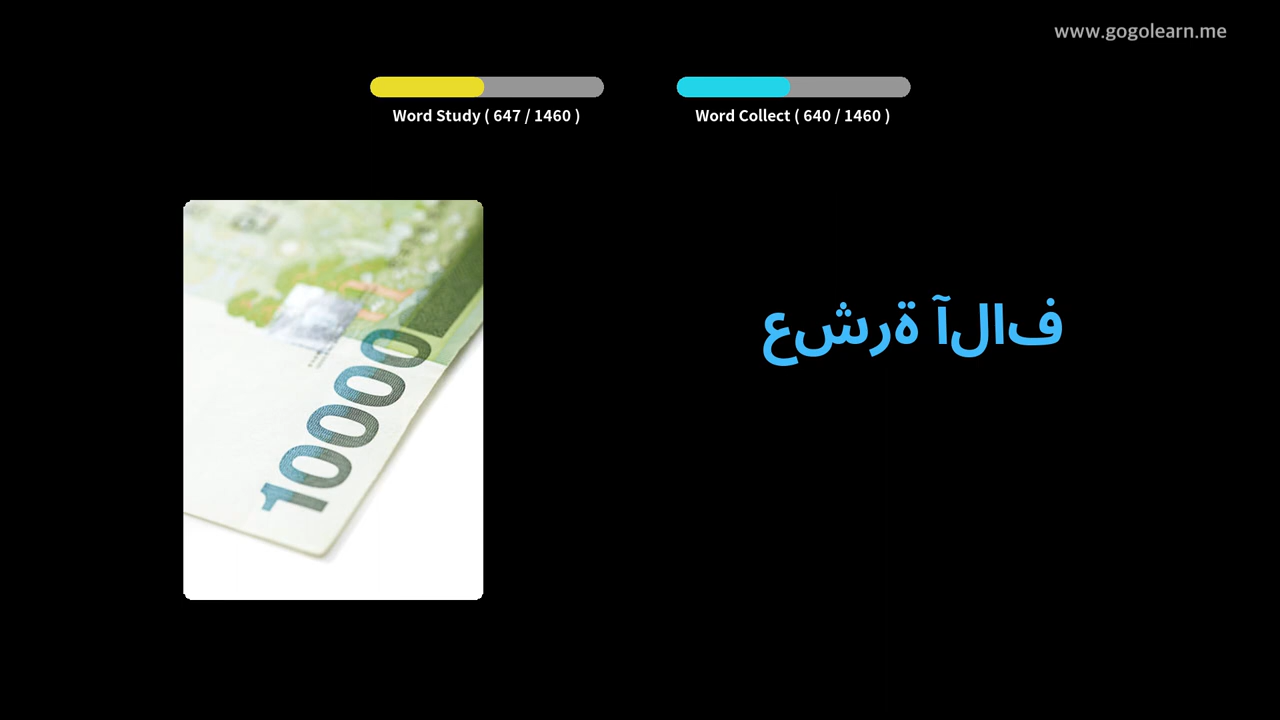 www.gogolearn.me
Word Study ( 647 / 1460 )
Word Collect ( 640 / 1460 )
عشرة آلاف
10000